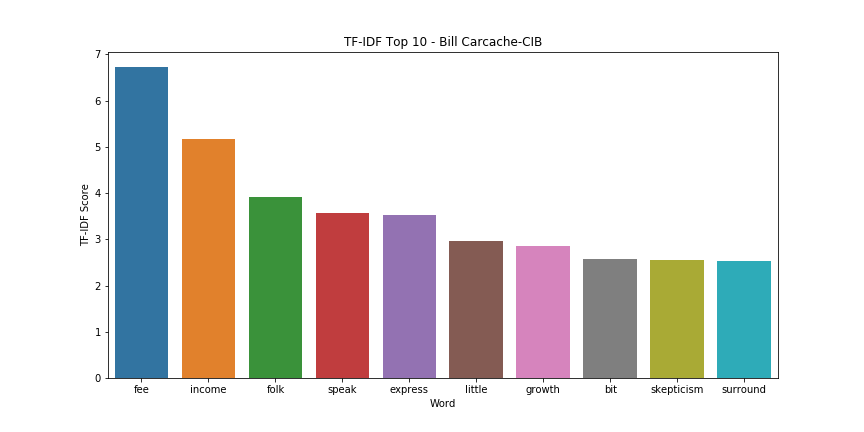 TF-IDF Top 10 - Bill Carcache-CIB
7
6
5
4
3
2
1
0
TF-IDF Score
fee income folk speak express little growth bit skepticism surround
Word